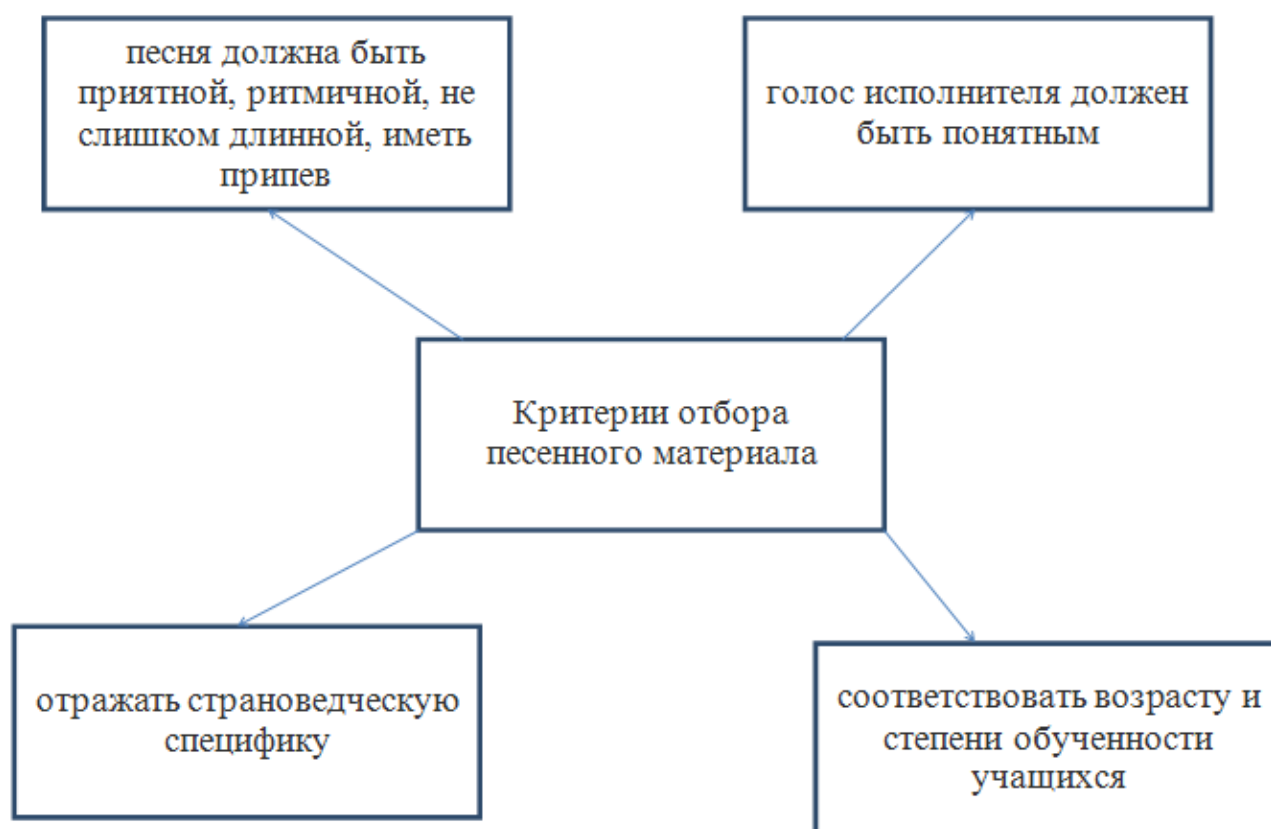 песня должна быть
приятной, ритмичной, не
слишком длинной, иметь
припев
голос исполнителя должен
быть понятным
Критерии отбора
песенного материала
отражать страноведческую
специфику
соответствовать возрасту и
степени обученности
учащихся